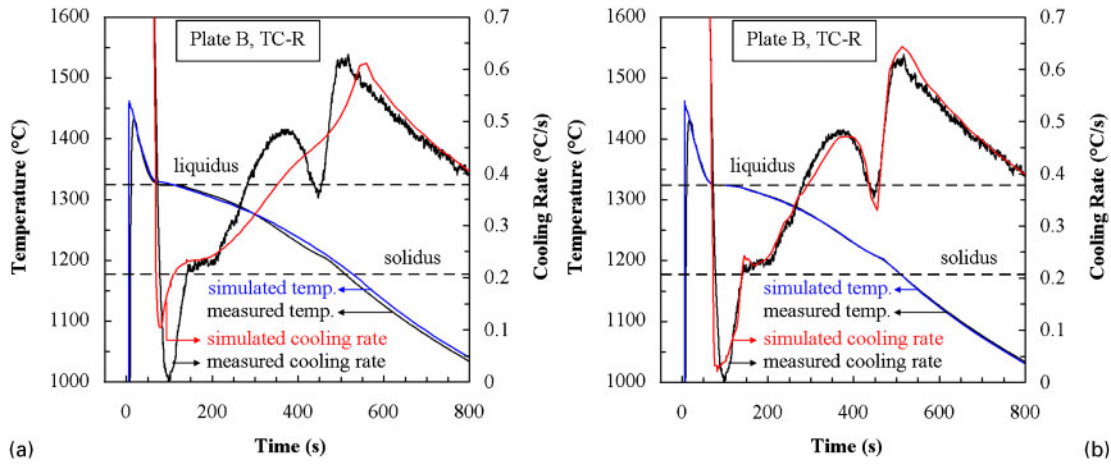 1600
1500
1400
1300
1200
1100
1000
Temperature (°C)
0.7
0.6
0.5
0.4
0.3
0.2
0.1
0
Cooling Rate (°C/s)
Plate B, TC-R
liquidus
solidus
simulated temp.
measured temp.
simulated cooling rate
measured cooling rate
0 200 400 600 800
Time (s)
(a)
1600
1500
1400
1300
1200
1100
1000
Temperature (°C)
0.7
0.6
0.5
0.4
0.3
0.2
0.1
0
Cooling Rate (°C/s)
Plate B, TC-R
liquidus
solidus
simulated temp.
measured temp.
simulated cooling rate
measured cooling rate
0 200 400 600 800
Time (s)
(b)